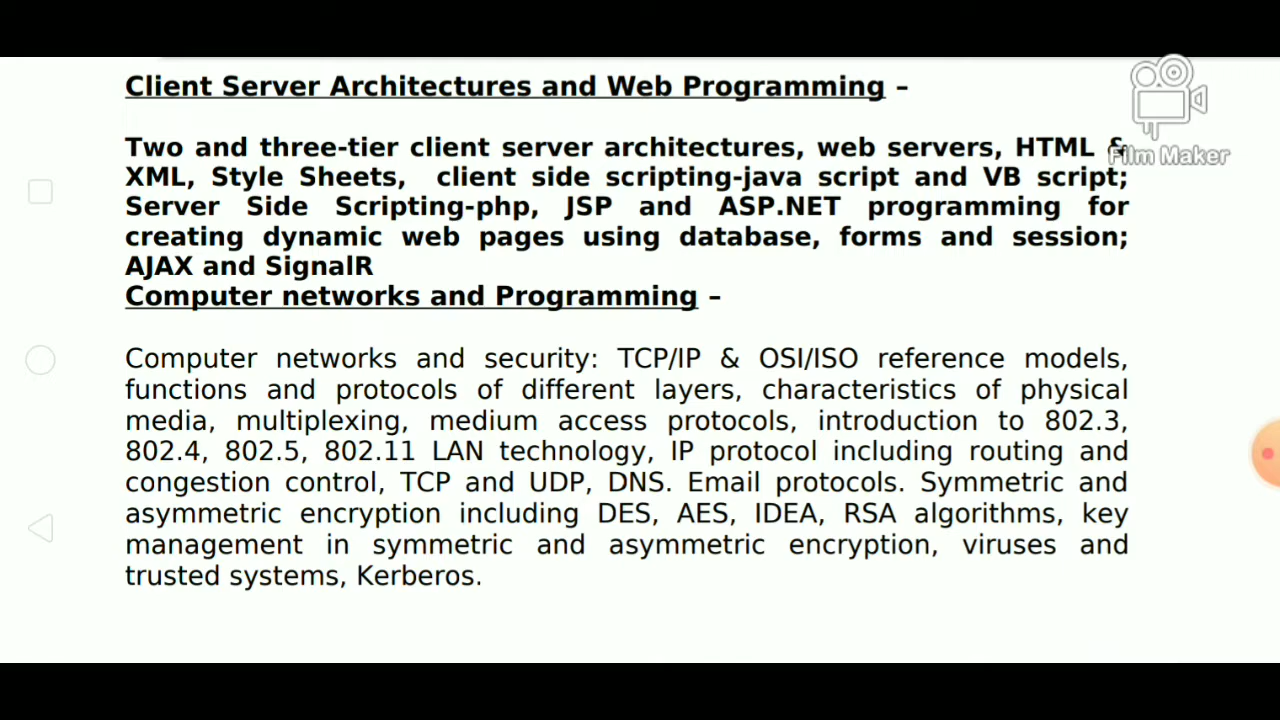 Client Server Architectures and Web Programming –
Film Maker
Two and three-tier client server architectures, web servers, HTML &
XML, Style Sheets, client side scripting-java script and VB script;
Server Side Scripting-php, JSP and ASP.NET programming for
creating dynamic web pages using database, forms and session;
AJAX and SignalR
Computer networks and Programming –
Computer networks and security: TCP/IP & OSI/ISO reference models,
functions and protocols of different layers, characteristics of physical
media, multiplexing, medium access protocols, introduction to 802.3,
802.4, 802.5, 802.11 LAN technology, IP protocol including routing and
congestion control, TCP and UDP, DNS. Email protocols. Symmetric and
asymmetric encryption including DES, AES, IDEA, RSA algorithms, key
management in symmetric and asymmetric encryption, viruses and
trusted systems, Kerberos.